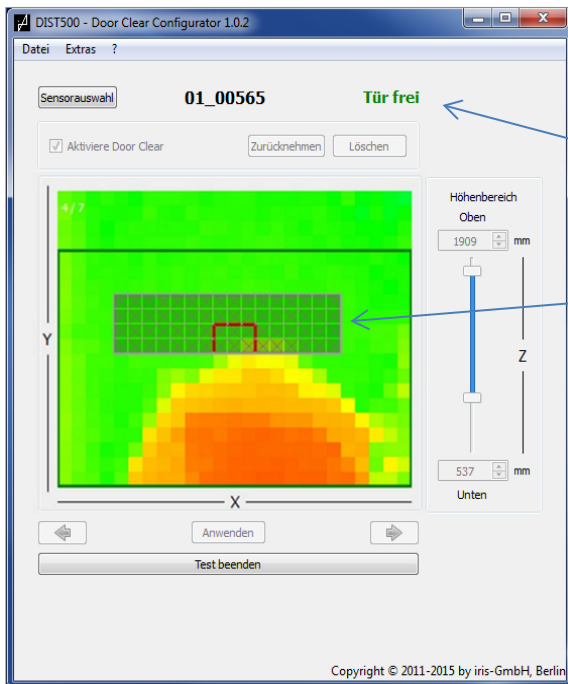 DIST500 - Door Clear Configurator 1.0.2
Datei Extras ?
Sensorauswahl 01_00565 Tür frei
Aktiviere Door Clear Zurücknehmen Löschen
4/7
Höhenbereich
Oben
1909 mm
Y
Z
537 mm
Unten
X
Anwenden
Test beenden
Copyright © 2011-2015 by iris-GmbH, Berlin